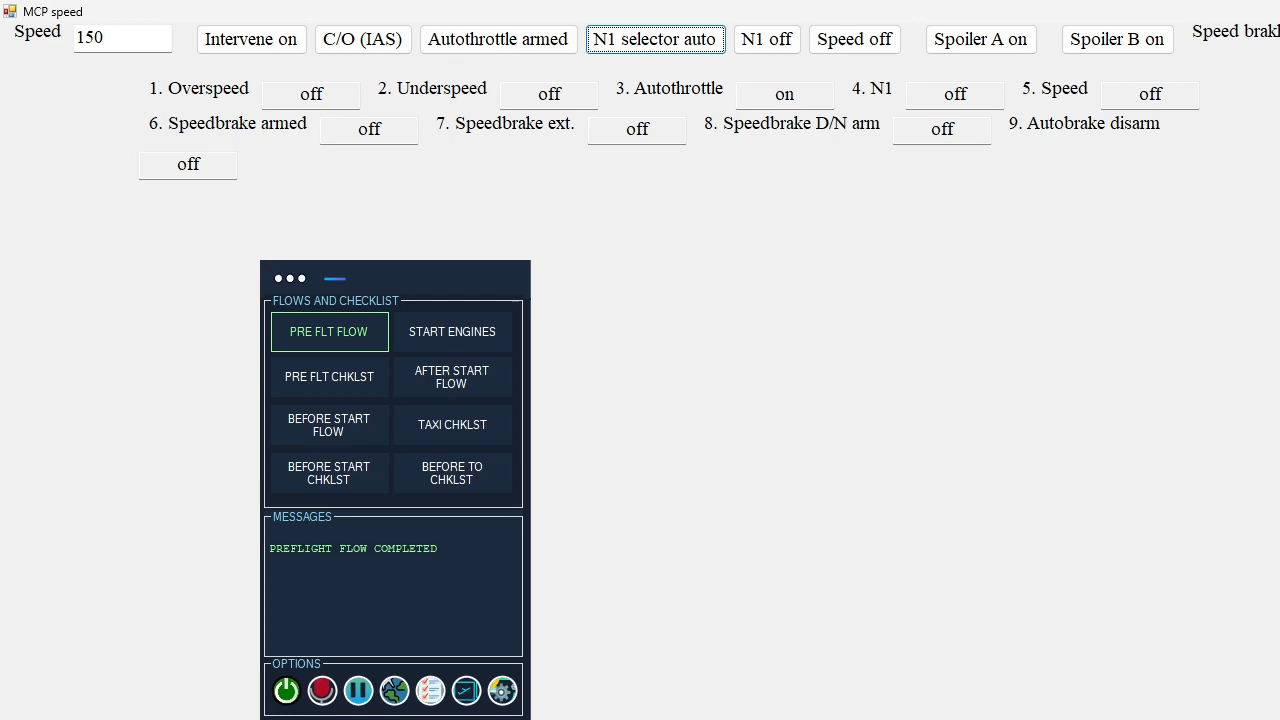 MCP speed
Speed 150 Intervene on C/O (IAS) Autothrottle armed N1 selector auto N1 off Speed off Spoiler A on Spoiler B on Speed brak
1. Overspeed off 2. Underspeed off 3. Autothrottle on 4. N1 off 5. Speed off
6. Speedbrake armed off 7. Speedbrake ext. off 8. Speedbrake D/N arm off 9. Autobrake disarm
off
FLOWS AND CHECKLIST
PRE FLT FLOW START ENGINES
PRE FLT CHKLST AFTER START FLOW
BEFORE START FLOW TAXI CHKLST
BEFORE START CHKLST BEFORE TO CHKLST
MESSAGES
PREFLIGHT FLOW COMPLETED
OPTIONS